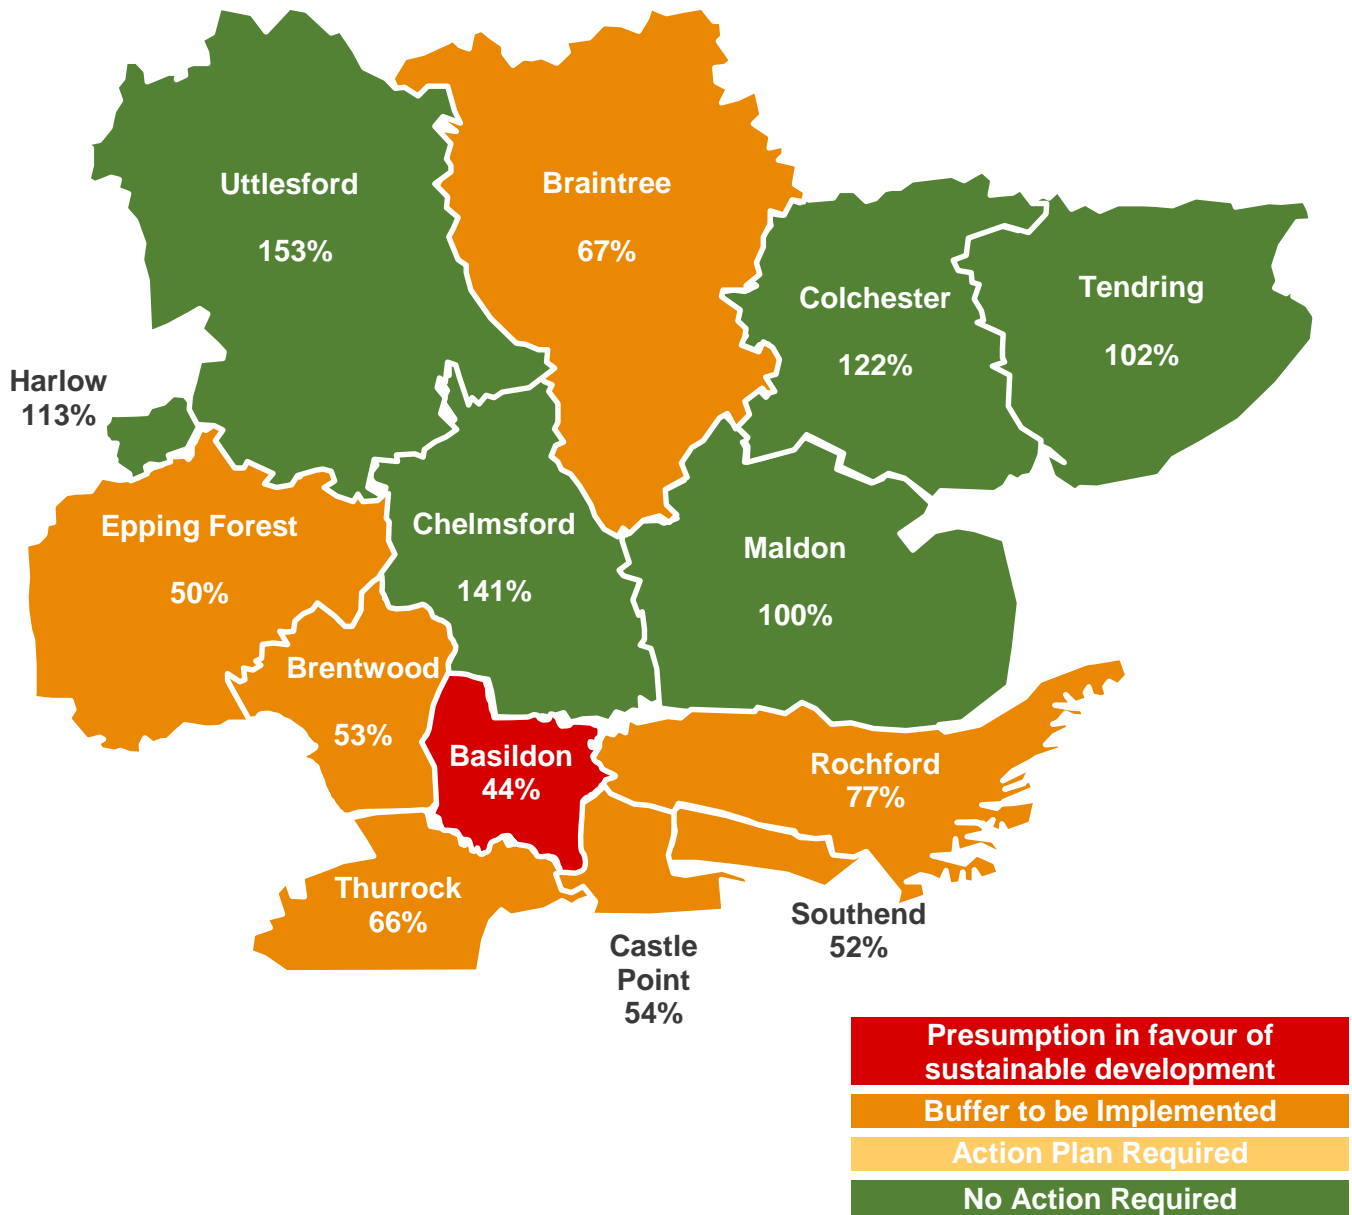 Uttlesford
153%
Braintree
67%
Colchester
122%
Tendring
102%
Harlow
113%
Epping Forest
50%
Chelmsford
141%
Maldon
100%
Brentwood
53%
Basildon
44%
Rochford
77%
Thurrock
66%
Castle
Point
54%
Southend
52%
Presumption in favour of
sustainable development
Buffer to be Implemented
Action Plan Required
No Action Required